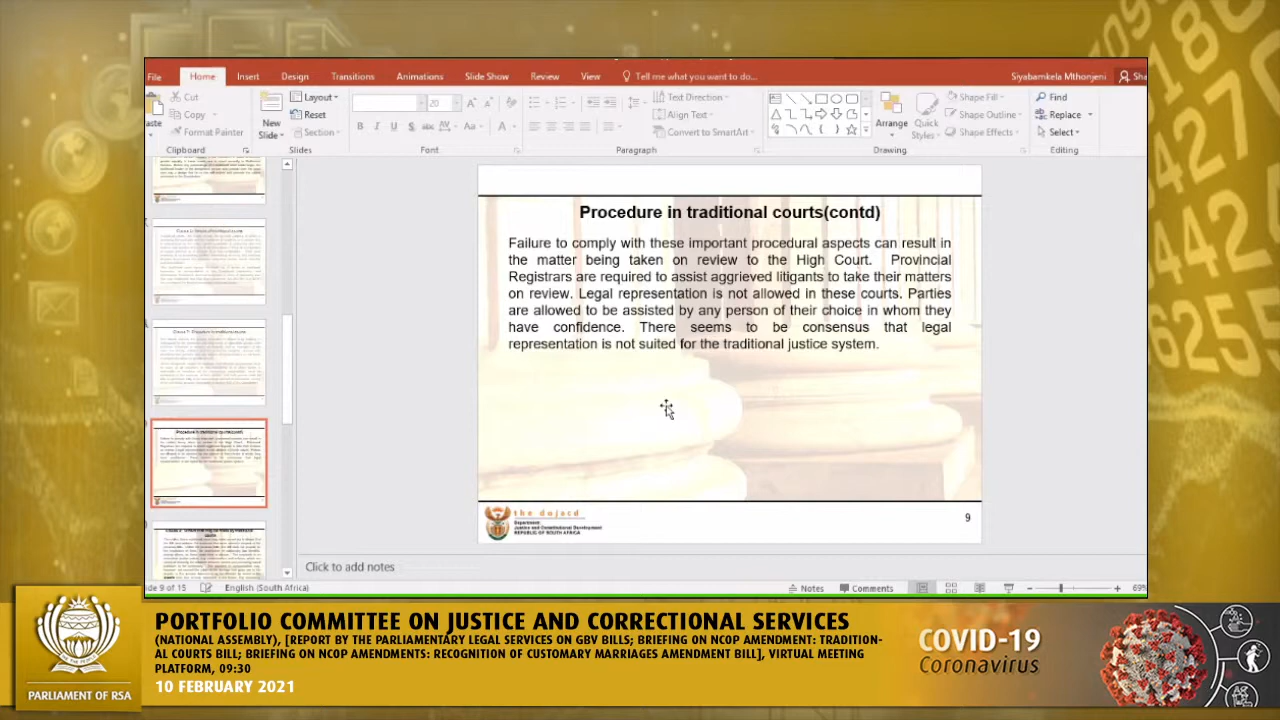 File Home Insert Design Transitions Animations Slide Show Review View Tell me what you want to do... Siyabamkela Mthonjeni Sha
Cut
Copy
Format Painter
Clipboard
New
Slide
Layout
Reset
Section
Slides
20
Font
Text Direction
Align Text
Convert to SmartArt
Paragraph
Arrange
Quick
Styles
Shape Fill
Shape Outline
Shape Effects
Drawing
Find
Replace
Select
Editing
Procedure in traditional courts(contd)
Failure to comply with these important procedural aspects can result in
the matter being taken on review to the High Court. Provincial
Registrars are required to assist aggrieved litigants to take their matters
on review. Legal representation is not allowed in these courts. Parties
are allowed to be assisted by any person of their choice in whom they
have confidence. There seems to be consensus that legal
representation is not suited for the traditional justice system.
the dojscd
Department:
Justice and Constitutional Development
REPUBLIC OF SOUTH AFRICA
9
Click to add notes
lide 9 of 15 English (South Africa) Notes Comments 69%
PORTFOLIO COMMITTEE ON JUSTICE AND CORRECTIONAL SERVICES
(NATIONAL ASSEMBLY), [REPORT BY THE PARLIAMENTARY LEGAL SERVICES ON GBV BILLS; BRIEFING ON NCOP AMENDMENT: TRADITION-
AL COURTS BILL; BRIEFING ON NCOP AMENDMENTS: RECOGNITION OF CUSTOMARY MARRIAGES AMENDMENT BILL], VIRTUAL MEETING
PLATFORM, 09:30
10 FEBRUARY 2021
PARLIAMENT OF RSA
COVID-19
Coronavirus